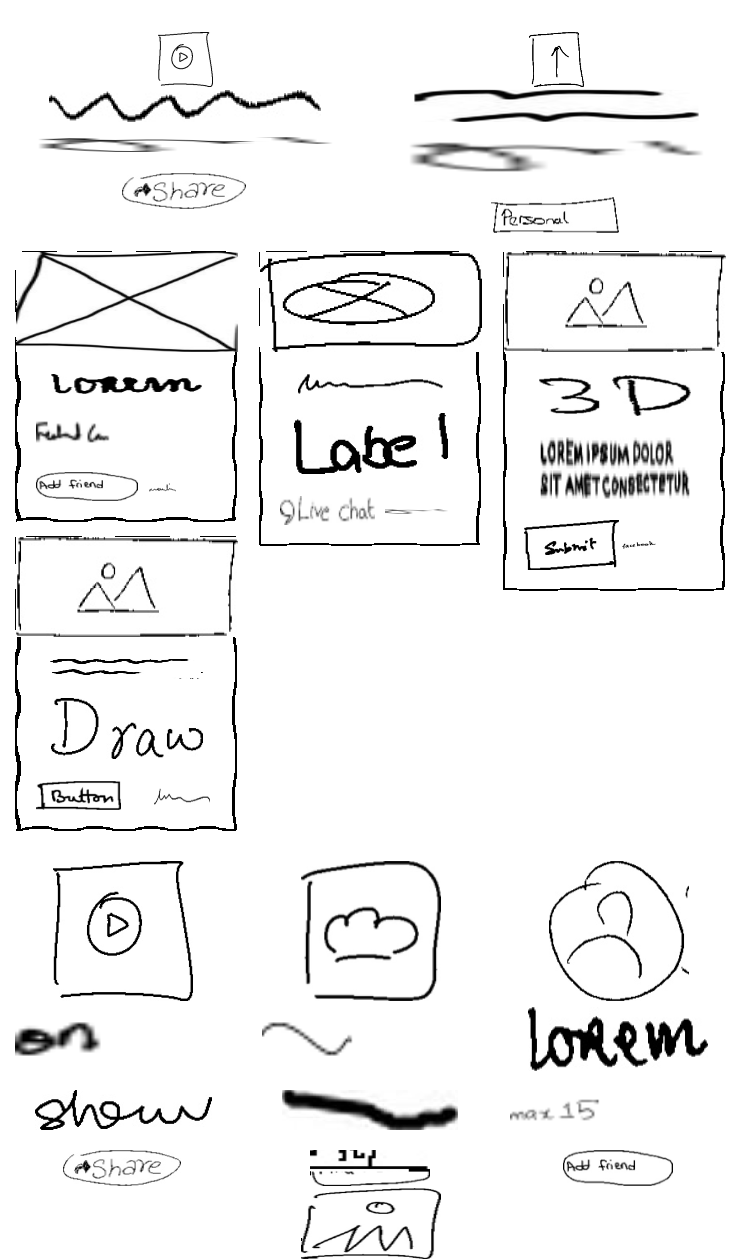 Share
Personal
Lorem
Add friend
Label
Live chat
3D
LOREM IPSUM DOLOR
SIT AMET CONSECTETUR
Submit
facebook
Draw
Button
on
show
Share
Lorem
max 15
Add friend